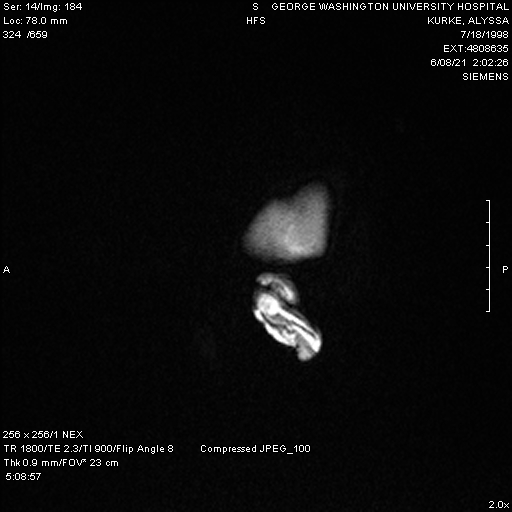 Ser: 14/Img: 184
Loc: 78.0 mm
324 /659
S
HFS
GEORGE WASHINGTON UNIVERSITY HOSPITAL
KURKE, ALYSSA
7/18/1998
EXT:4808635
6/08/21 2:02:26
SIEMENS
A
P
256 x 256/1 NEX
TR 1800/TE 2.3/TI 900/Flip Angle 8
Compressed JPEG_100
Thk 0.9 mm/FOV* 23 cm
5:08:57
2.0x